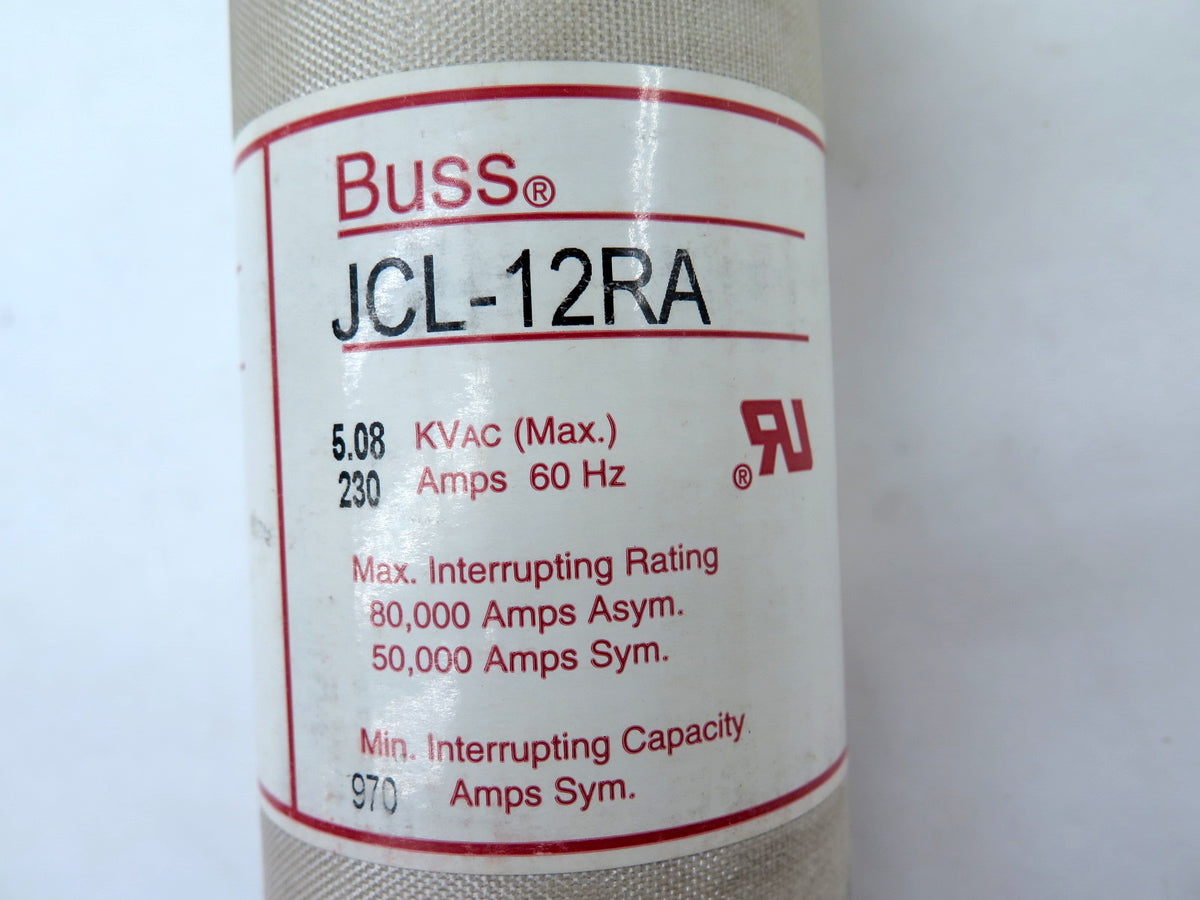 Buss®
JCL-12RA
5.08 KVAC (Max.)
230 Amps 60 Hz
Max. Interrupting Rating
80,000 Amps Asym.
50,000 Amps Sym.
Min. Interrupting Capacity
970 Amps Sym.